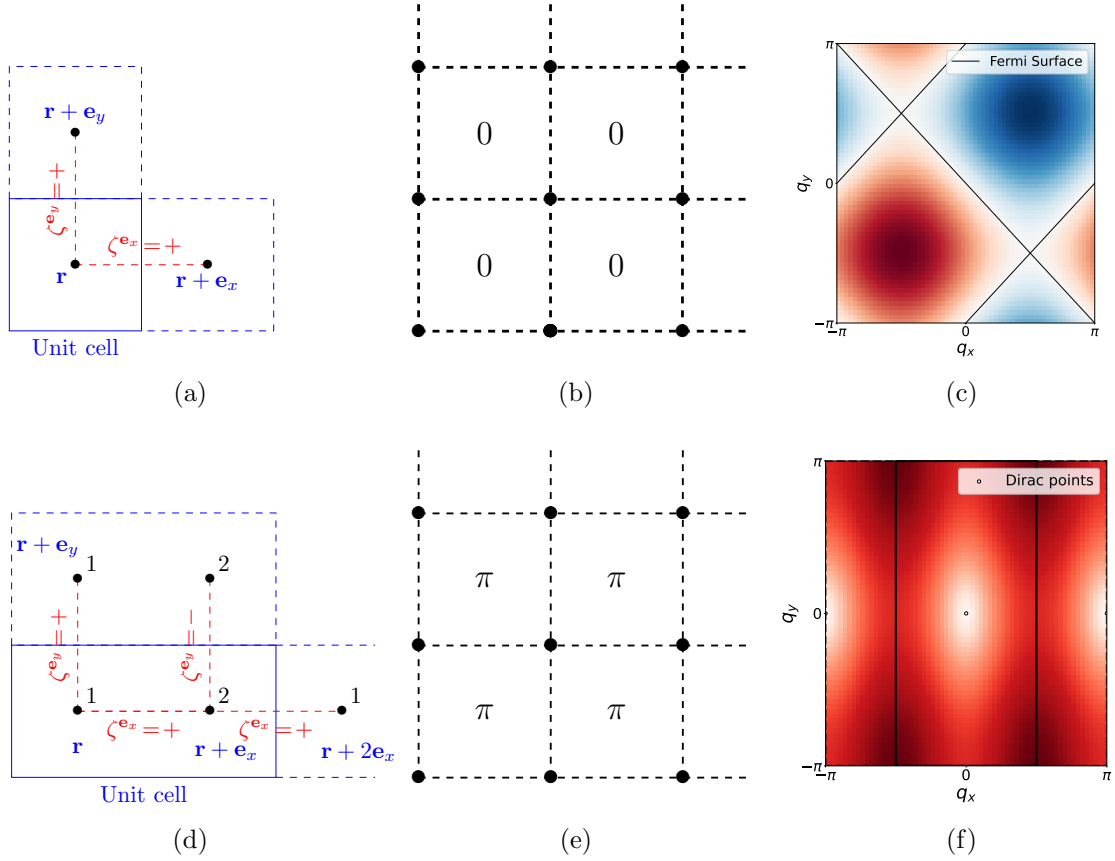 r + e_y
ζ^{e_y} = +
ζ^{e_x} = +
r
r + e_x
Unit cell
(a)
0 0
0 0
(b)
π
0
−π
q_y
−π 0 π
q_x
Fermi Surface
(c)
r + e_y
1 2
ζ^{e_y} = +
ζ^{e_y} = −
1 2 1
ζ^{e_x} = + ζ^{e_x} = +
r r + e_x r + 2e_x
Unit cell
(d)
π π
π π
(e)
π
0
−π
q_y
−π 0 π
q_x
Dirac points
(f)